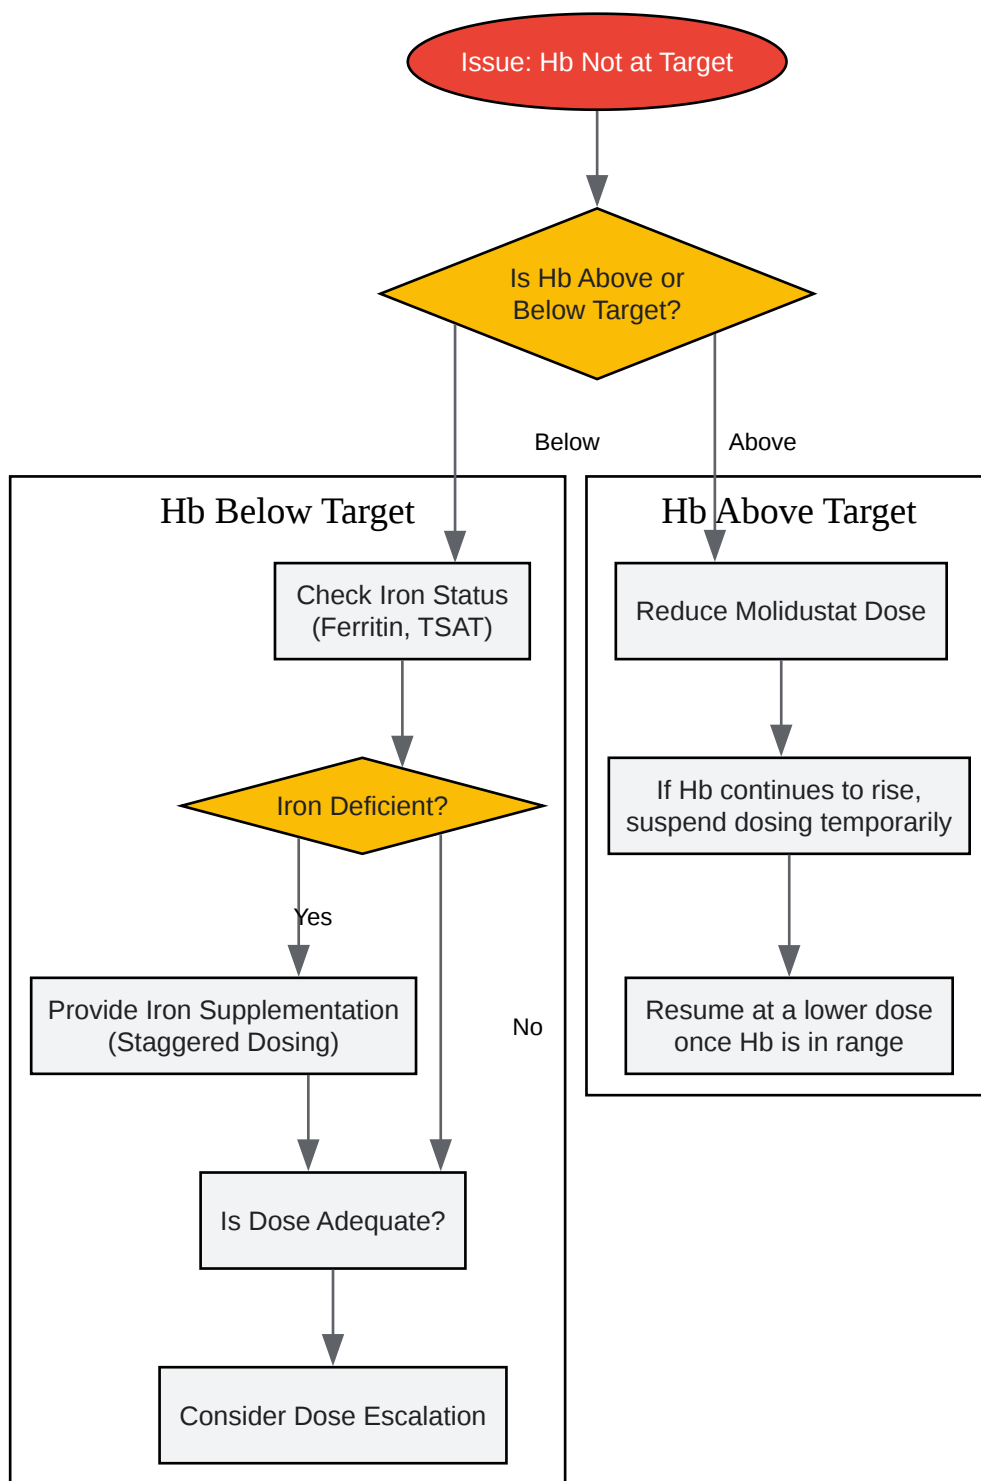 Issue: Hb Not at Target
Is Hb Above or
Below Target?
Below
Above
Hb Below Target
Check Iron Status
(Ferritin, TSAT)
Iron Deficient?
Yes
No
Provide Iron Supplementation
(Staggered Dosing)
Is Dose Adequate?
Consider Dose Escalation
Hb Above Target
Reduce Molidustat Dose
If Hb continues to rise,
suspend dosing temporarily
Resume at a lower dose
once Hb is in range